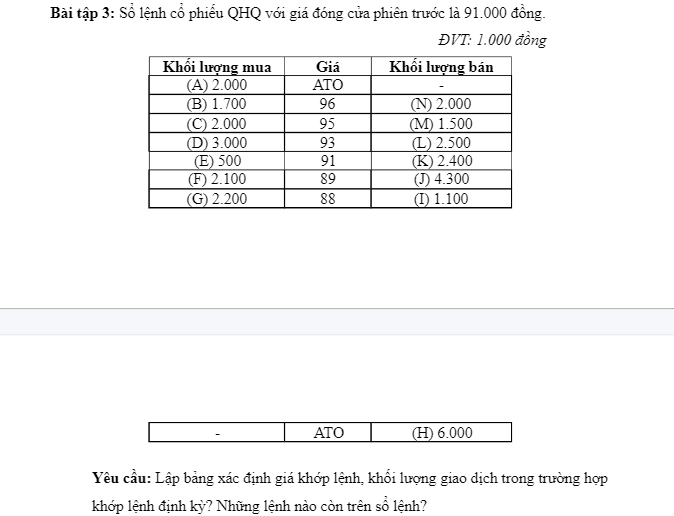 Bài tập 3: Sổ lệnh cổ phiếu QHQ với giá đóng cửa phiên trước là 91.000 đồng.
ĐVT: 1.000 đồng
Khối lượng mua Giá Khối lượng bán
(A) 2.000 ATO -
(B) 1.700 96 (N) 2.000
(C) 2.000 95 (M) 1.500
(D) 3.000 93 (L) 2.500
(E) 500 91 (K) 2.400
(F) 2.100 89 (J) 4.300
(G) 2.200 88 (I) 1.100
- ATO (H) 6.000
Yêu cầu: Lập bảng xác định giá khớp lệnh, khối lượng giao dịch trong trường hợp
khớp lệnh định kỳ? Những lệnh nào còn trên sổ lệnh?